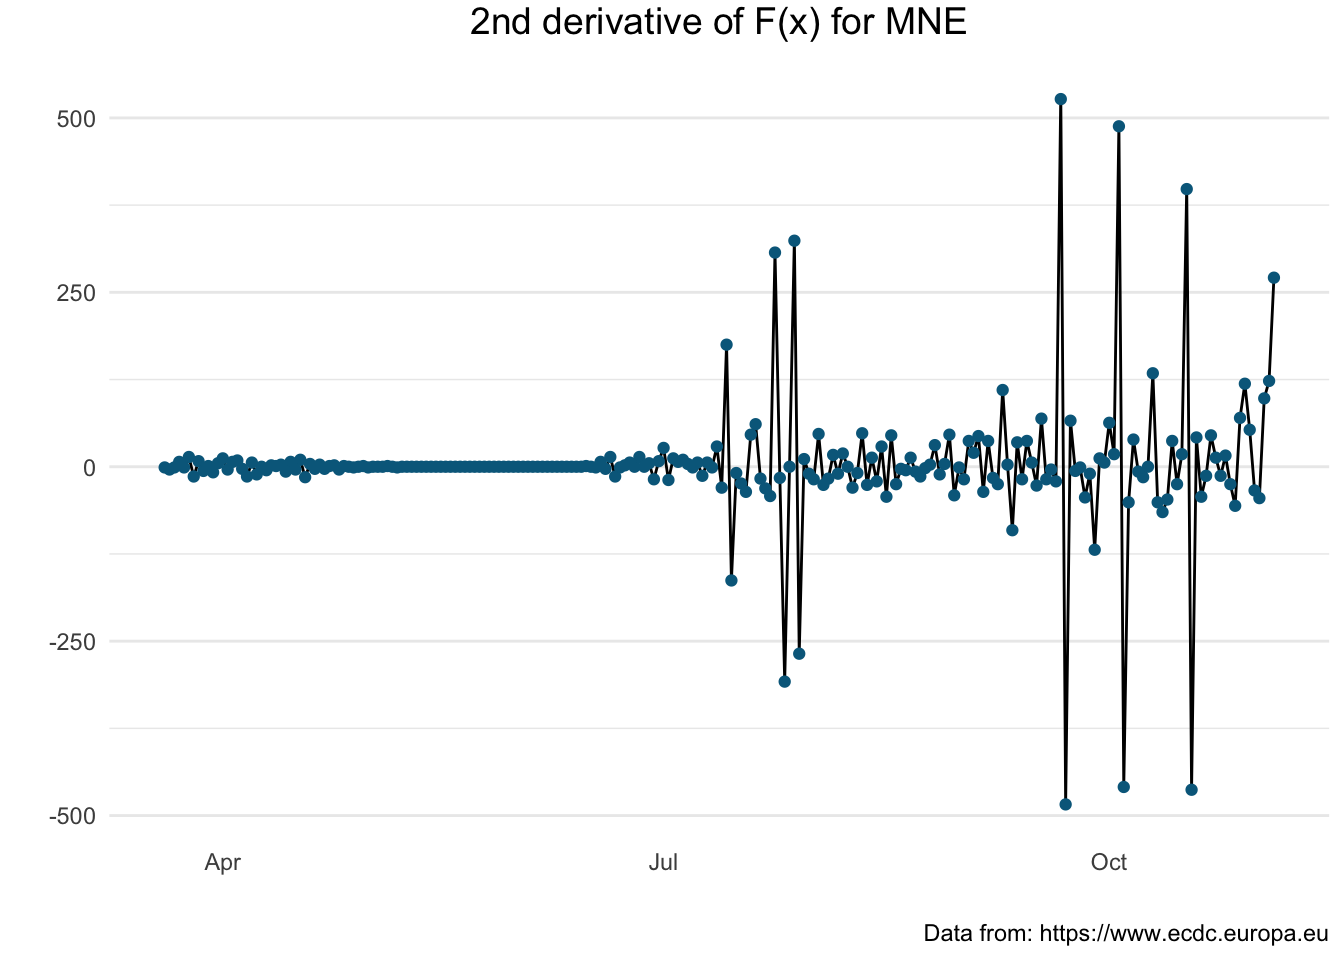 2nd derivative of F(x) for MNE
500
250
0
-250
-500
Apr Jul Oct
Data from: https://www.ecdc.europa.eu